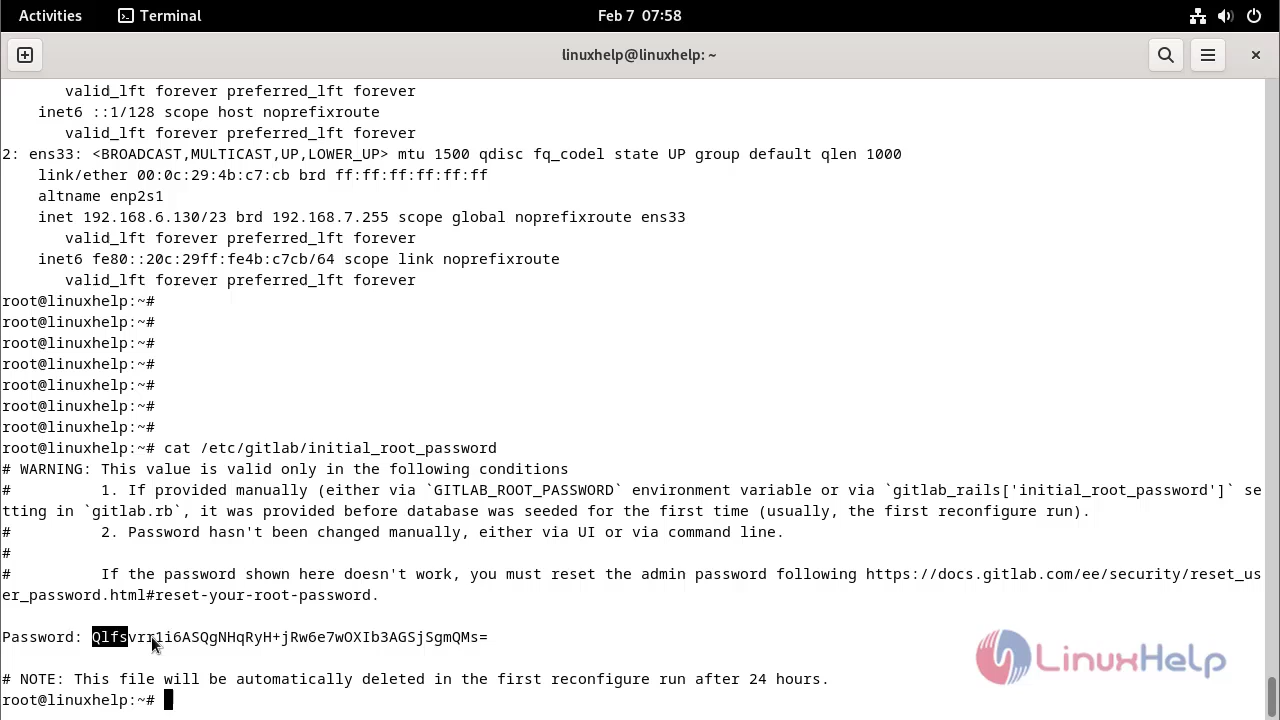 Activities Terminal Feb 7 07:58
linuxhelp@linuxhelp: ~
valid_lft forever preferred_lft forever
inet6 ::1/128 scope host noprefixroute
valid_lft forever preferred_lft forever
2: ens33: <BROADCAST,MULTICAST,UP,LOWER_UP> mtu 1500 qdisc fq_codel state UP group default qlen 1000
link/ether 00:0c:29:4b:c7:cb brd ff:ff:ff:ff:ff:ff
altname enp2s1
inet 192.168.6.130/23 brd 192.168.7.255 scope global noprefixroute ens33
valid_lft forever preferred_lft forever
inet6 fe80::20c:29ff:fe4b:c7cb/64 scope link noprefixroute
valid_lft forever preferred_lft forever
root@linuxhelp:~#
root@linuxhelp:~#
root@linuxhelp:~#
root@linuxhelp:~#
root@linuxhelp:~#
root@linuxhelp:~#
root@linuxhelp:~#
root@linuxhelp:~# cat /etc/gitlab/initial_root_password
# WARNING: This value is valid only in the following conditions
# 1. If provided manually (either via `GITLAB_ROOT_PASSWORD` environment variable or via `gitlab_rails['initial_root_password']` se
tting in `gitlab.rb`, it was provided before database was seeded for the first time (usually, the first reconfigure run).
# 2. Password hasn't been changed manually, either via UI or via command line.
#
# If the password shown here doesn't work, you must reset the admin password following https://docs.gitlab.com/ee/security/reset_us
er_password.html#reset-your-root-password.
Password: Qlfsvrr1i6ASQgNHqRyH+jRw6e7wOXIb3AGSjSgmQMs=
LinuxHelp
# NOTE: This file will be automatically deleted in the first reconfigure run after 24 hours.
root@linuxhelp:~#